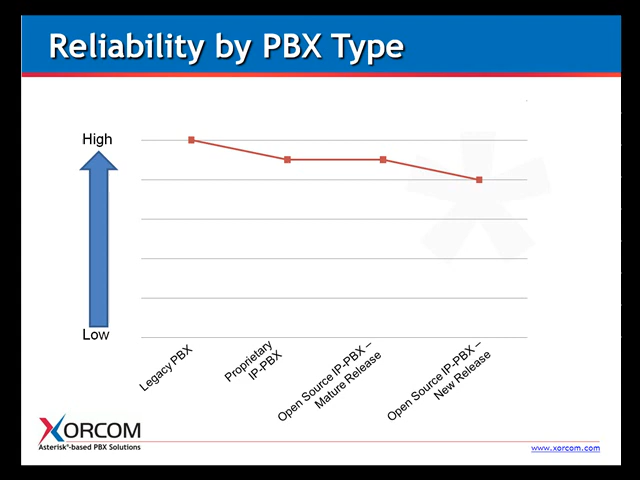 Reliability by PBX Type
High
Low
Legacy PBX
Proprietary
IP-PBX
Open Source IP-PBX –
Mature Release
Open Source IP-PBX –
New Release
XORCOM
Asterisk®-based PBX Solutions
www.xorcom.com